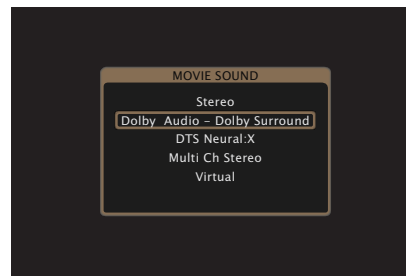 MOVIE SOUND
Stereo
Dolby Audio – Dolby Surround
DTS Neural:X
Multi Ch Stereo
Virtual